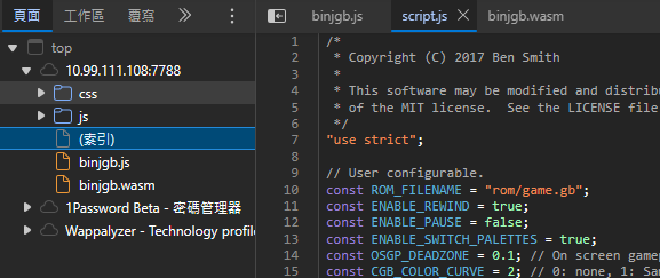 頁面 工作區 覆寫
top
10.99.111.108:7788
css
js
(索引)
binjgb.js
binjgb.wasm
1Password Beta - 密碼管理器
Wappalyzer - Technology profile
binjgb.js script.js binjgb.wasm
1 /*
2 * Copyright (C) 2017 Ben Smith
3 *
4 * This software may be modified and distribu
5 * of the MIT license. See the LICENSE file
6 */
7 "use strict";
8
9 // User configurable.
10 const ROM_FILENAME = "rom/game.gb";
11 const ENABLE_REWIND = true;
12 const ENABLE_PAUSE = false;
13 const ENABLE_SWITCH_PALETTES = true;
14 const OSGP_DEADZONE = 0.1; // On screen gamep
15 const CGB_COLOR_CURVE = 2; // 0: none, 1: Sam